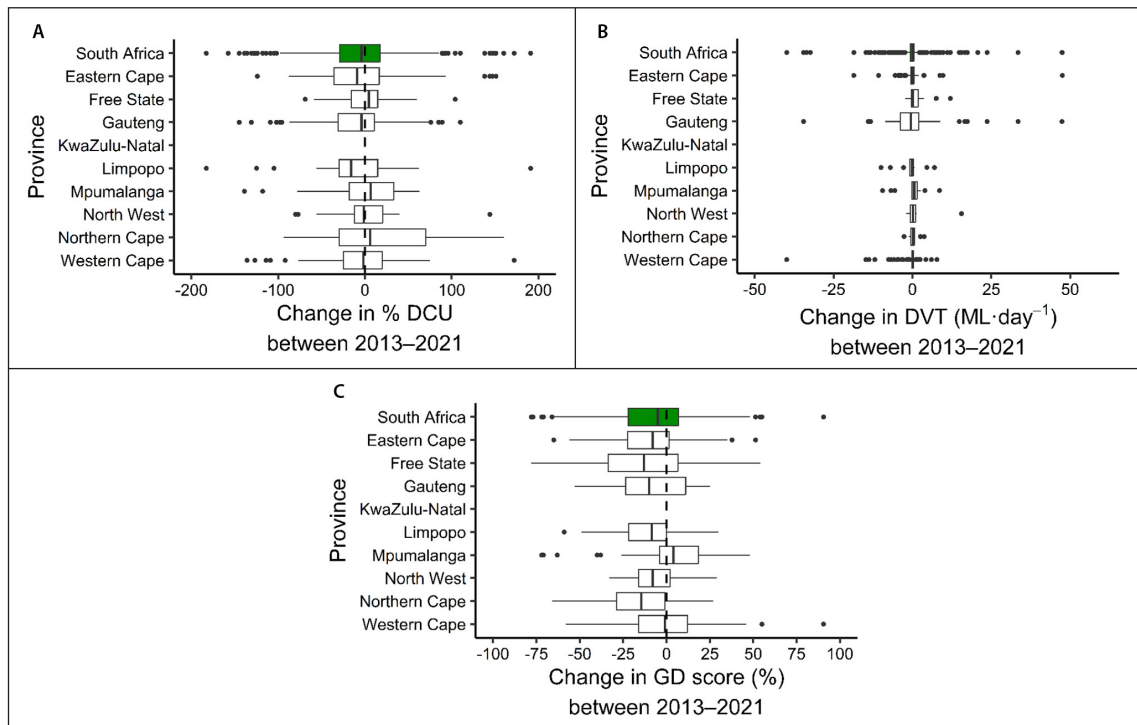 A
Province
South Africa
Eastern Cape
Free State
Gauteng
KwaZulu-Natal
Limpopo
Mpumalanga
North West
Northern Cape
Western Cape
-200 -100 0 100 200
Change in % DCU
between 2013–2021
B
Province
South Africa
Eastern Cape
Free State
Gauteng
KwaZulu-Natal
Limpopo
Mpumalanga
North West
Northern Cape
Western Cape
-50 -25 0 25 50
Change in DVT (ML·day⁻¹)
between 2013–2021
C
Province
South Africa
Eastern Cape
Free State
Gauteng
KwaZulu-Natal
Limpopo
Mpumalanga
North West
Northern Cape
Western Cape
-100 -75 -50 -25 0 25 50 75 100
Change in GD score (%)
between 2013–2021